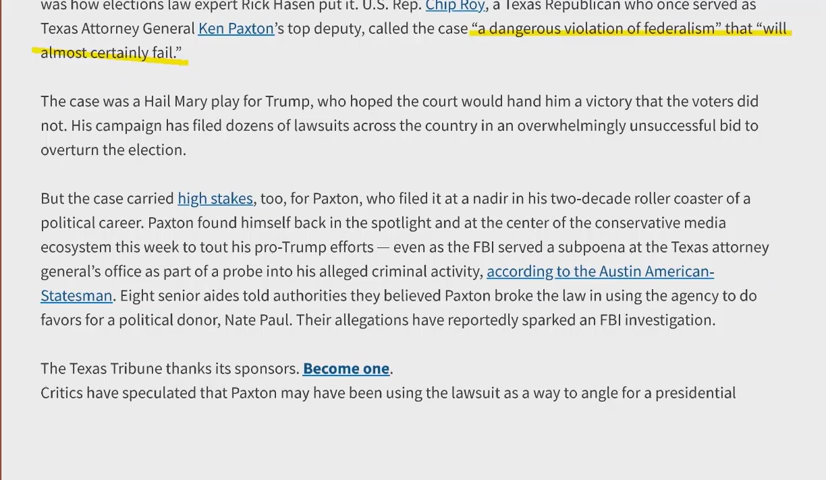 was how elections law expert Rick Hasen put it. U.S. Rep. Chip Roy, a Texas Republican who once served as
Texas Attorney General Ken Paxton's top deputy, called the case “a dangerous violation of federalism” that “will
almost certainly fail.”
The case was a Hail Mary play for Trump, who hoped the court would hand him a victory that the voters did
not. His campaign has filed dozens of lawsuits across the country in an overwhelmingly unsuccessful bid to
overturn the election.
But the case carried high stakes, too, for Paxton, who filed it at a nadir in his two-decade roller coaster of a
political career. Paxton found himself back in the spotlight and at the center of the conservative media
ecosystem this week to tout his pro-Trump efforts — even as the FBI served a subpoena at the Texas attorney
general's office as part of a probe into his alleged criminal activity, according to the Austin American-
Statesman. Eight senior aides told authorities they believed Paxton broke the law in using the agency to do
favors for a political donor, Nate Paul. Their allegations have reportedly sparked an FBI investigation.
The Texas Tribune thanks its sponsors. Become one.
Critics have speculated that Paxton may have been using the lawsuit as a way to angle for a presidential